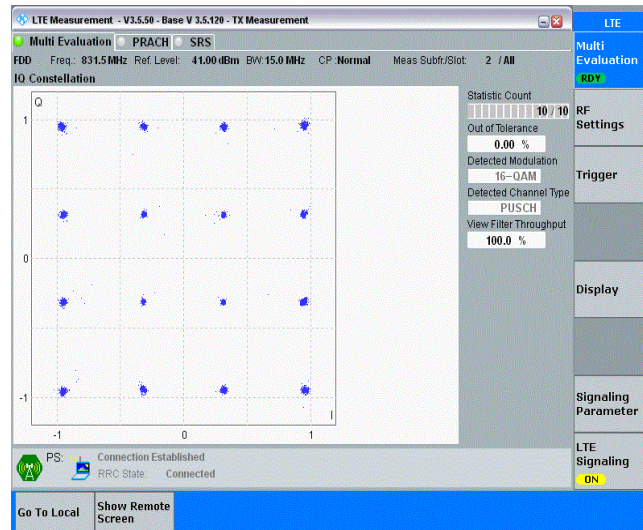 LTE Measurement - V3.5.50 - Base V 3.5.120 - TX Measurement
LTE
Multi Evaluation PRACH SRS
FDD Freq.: 831.5 MHz Ref. Level: 41.00 dBm BW: 15.0 MHz CP: Normal Meas Subfr./Slot: 2 / All
IQ Constellation
Q
1
0
-1
-1 0 1
I
Statistic Count
10 / 10
Out of Tolerance
0.00 %
Detected Modulation
16-QAM
Detected Channel Type
PUSCH
View Filter Throughput
100.0 %
Multi
Evaluation
RDY
RF
Settings
Trigger
Display
Signaling
Parameter
LTE
Signaling
ON
PS: Connection Established
RRC State: Connected
Go To Local
Show Remote
Screen